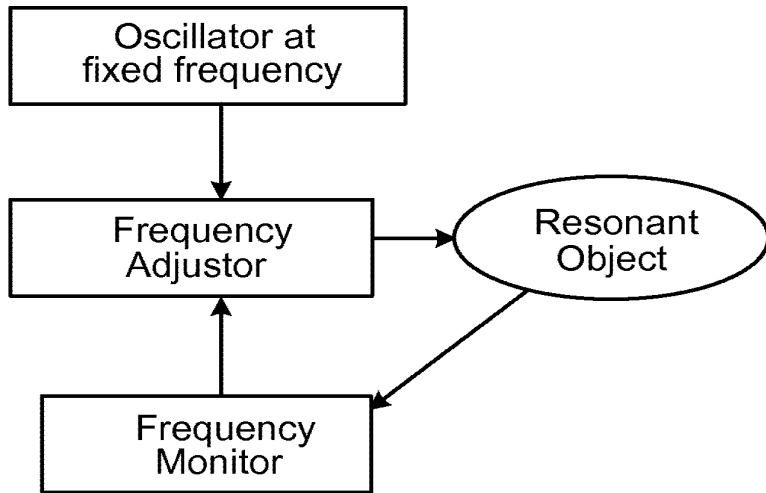 Oscillator at
fixed frequency
Frequency
Adjustor
Resonant
Object
Frequency
Monitor